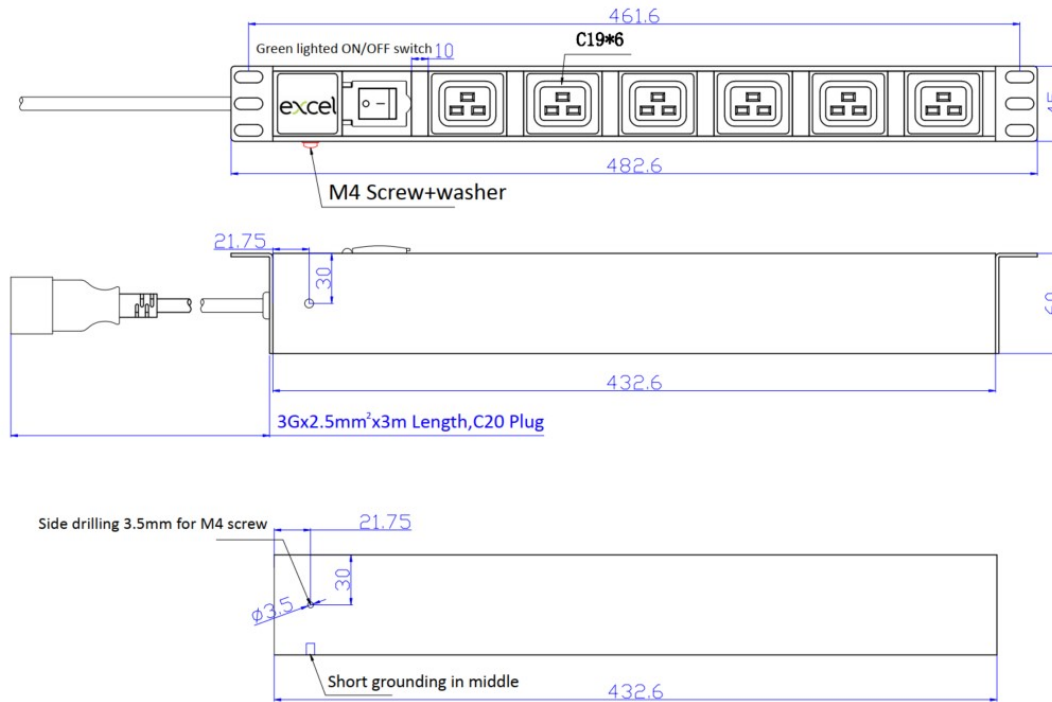 461.6
Green lighted ON/OFF switch
10
C19*6
excel
482.6
M4 Screw+washer
21.75
30
432.6
3Gx2.5mm²x3m Length,C20 Plug
Side drilling 3.5mm for M4 screw
21.75
30
ø3.5
Short grounding in middle
432.6